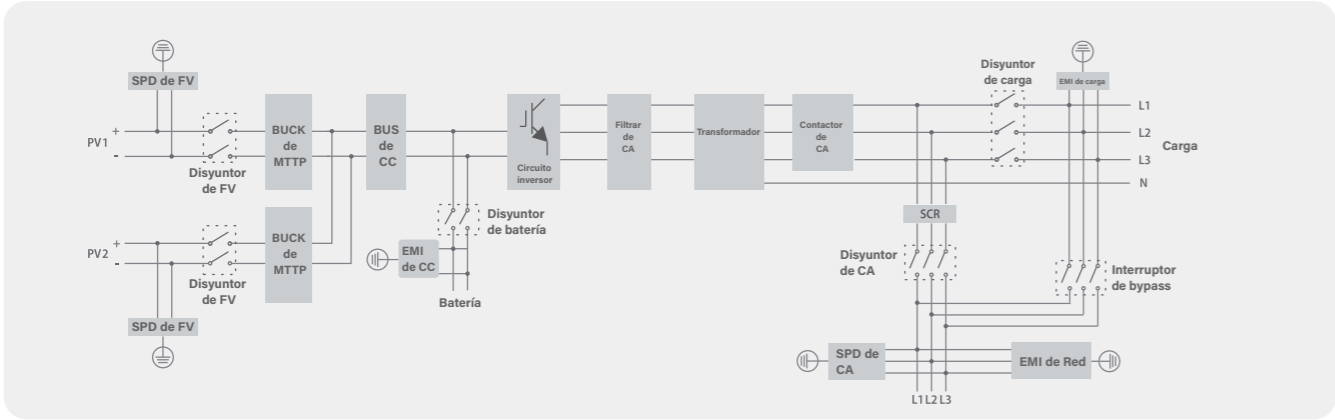 SPD de FV
PV1
+
-
Disyuntor
de FV
BUCK
de
MTTP
BUS
de
CC
Circuito
inversor
Filtrar
de
CA
Transformador
Contactor
de
CA
Disyuntor
de carga
EMI de carga
L1
L2
L3
N
Carga
PV2
+
-
Disyuntor
de FV
BUCK
de
MTTP
SPD de FV
Disyuntor
de batería
EMI
de CC
Batería
SCR
Disyuntor
de CA
Interruptor
de bypass
SPD de
CA
EMI de Red
L1 L2 L3